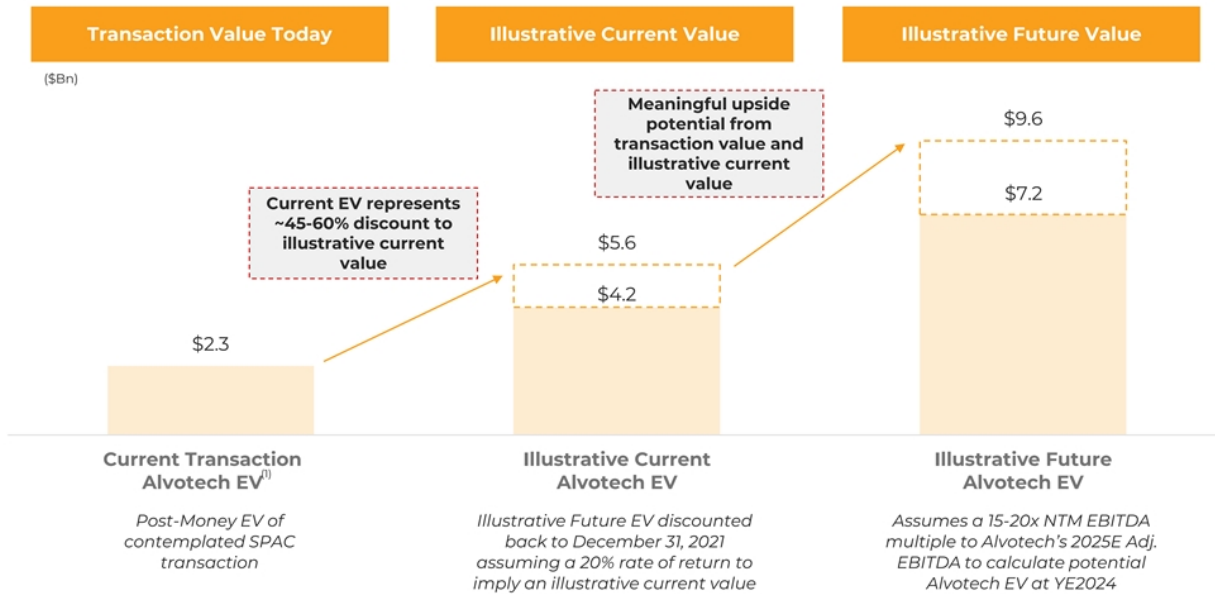 Transaction Value Today
Illustrative Current Value
Illustrative Future Value
($Bn)
Meaningful upside
potential from
transaction value and
illustrative current
value
$9.6
$7.2
Current EV represents
~45-60% discount to
illustrative current
value
$5.6
$4.2
$2.3
Current Transaction
Alvotech EV(1)
Post-Money EV of
contemplated SPAC
transaction
Illustrative Current
Alvotech EV
Illustrative Future EV discounted
back to December 31, 2021
assuming a 20% rate of return to
imply an illustrative current value
Illustrative Future
Alvotech EV
Assumes a 15-20x NTM EBITDA
multiple to Alvotech's 2025E Adj.
EBITDA to calculate potential
Alvotech EV at YE2024